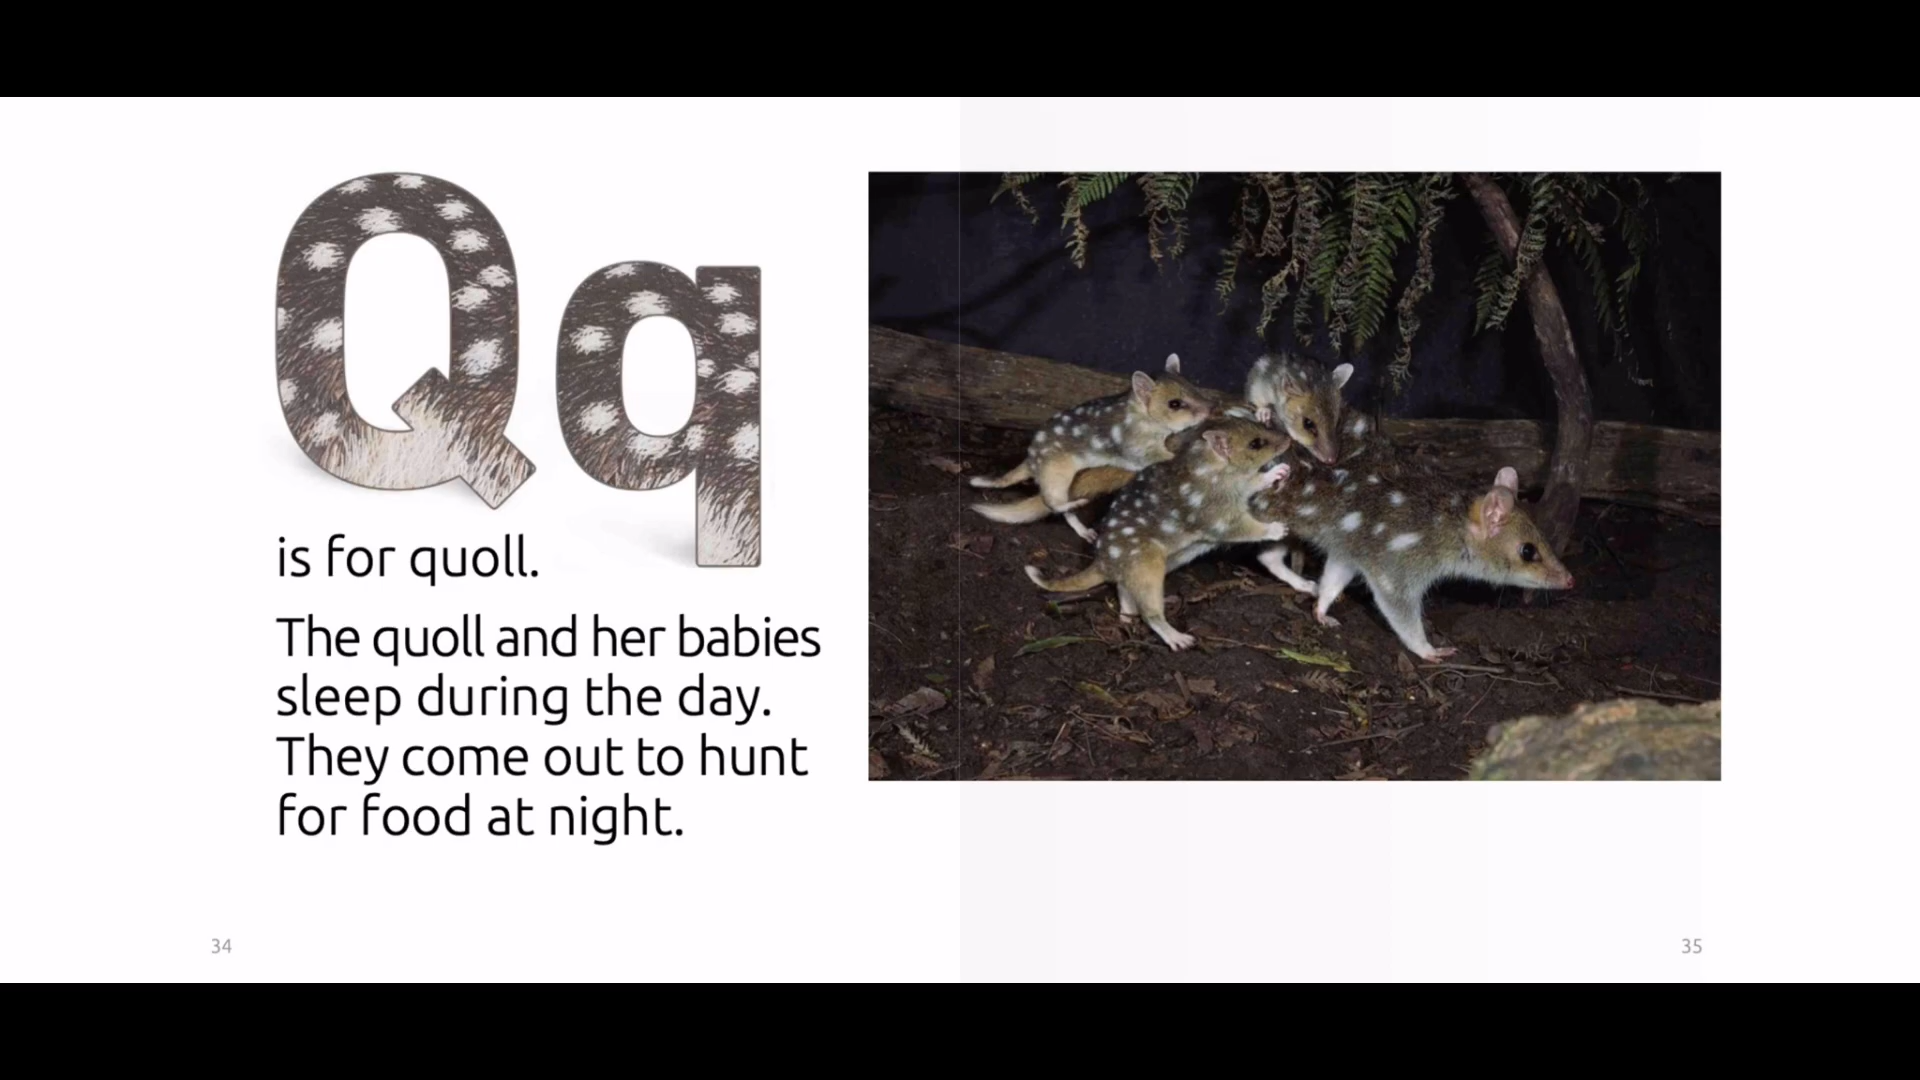 Qq
is for quoll.
The quoll and her babies
sleep during the day.
They come out to hunt
for food at night.
34
35